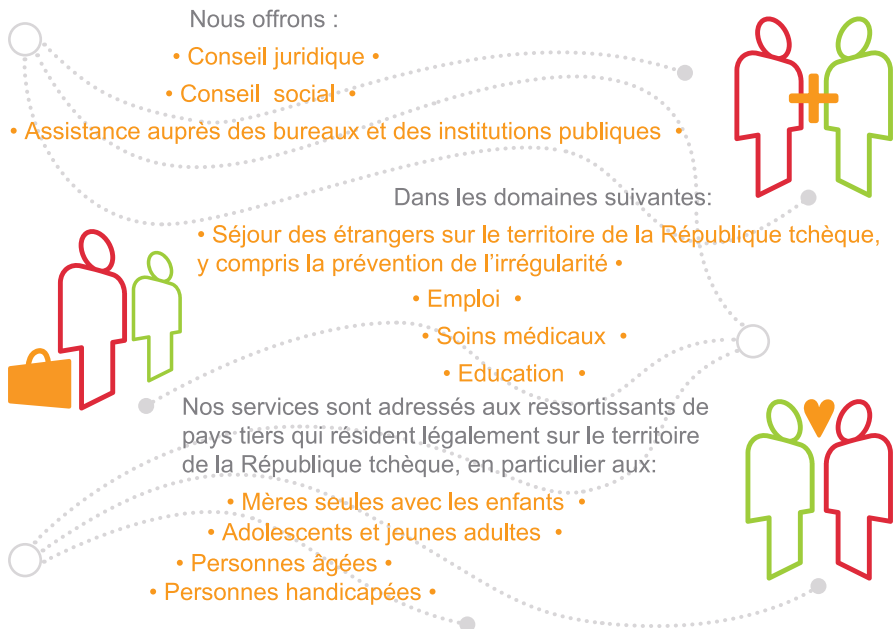 Nous offrons :
• Conseil juridique •
• Conseil social •
• Assistance auprès des bureaux et des institutions publiques •
Dans les domaines suivantes:
• Séjour des étrangers sur le territoire de la République tchèque,
y compris la prévention de l’irrégularité •
• Emploi •
• Soins médicaux •
• Education •
Nos services sont adressés aux ressortissants de
pays tiers qui résident légalement sur le territoire
de la République tchèque, en particulier aux:
• Mères seules avec les enfants •
• Adolescents et jeunes adultes •
• Personnes âgées •
• Personnes handicapées •